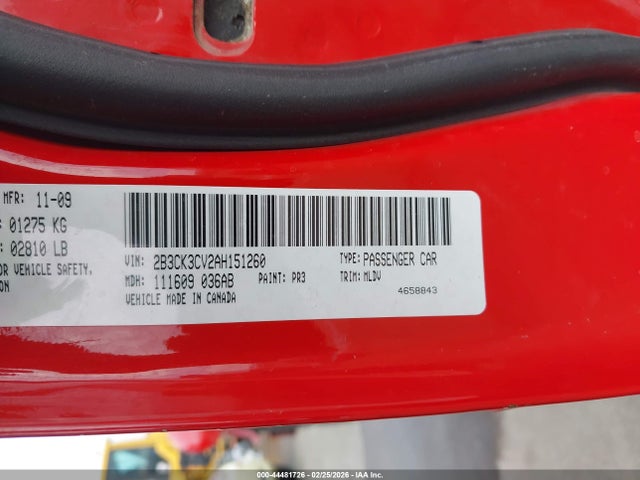 MFR: 11-09
01275 KG
02810 LB
OR VEHICLE SAFETY,
ION
VIN: 2B3CK3CV2AH151260
TYPE: PASSENGER CAR
MDH: 111609 036AB
PAINT: PR3
TRIM: MLDV
VEHICLE MADE IN CANADA
4658843
000-44481726 - 02/25/2026 - IAA, Inc.